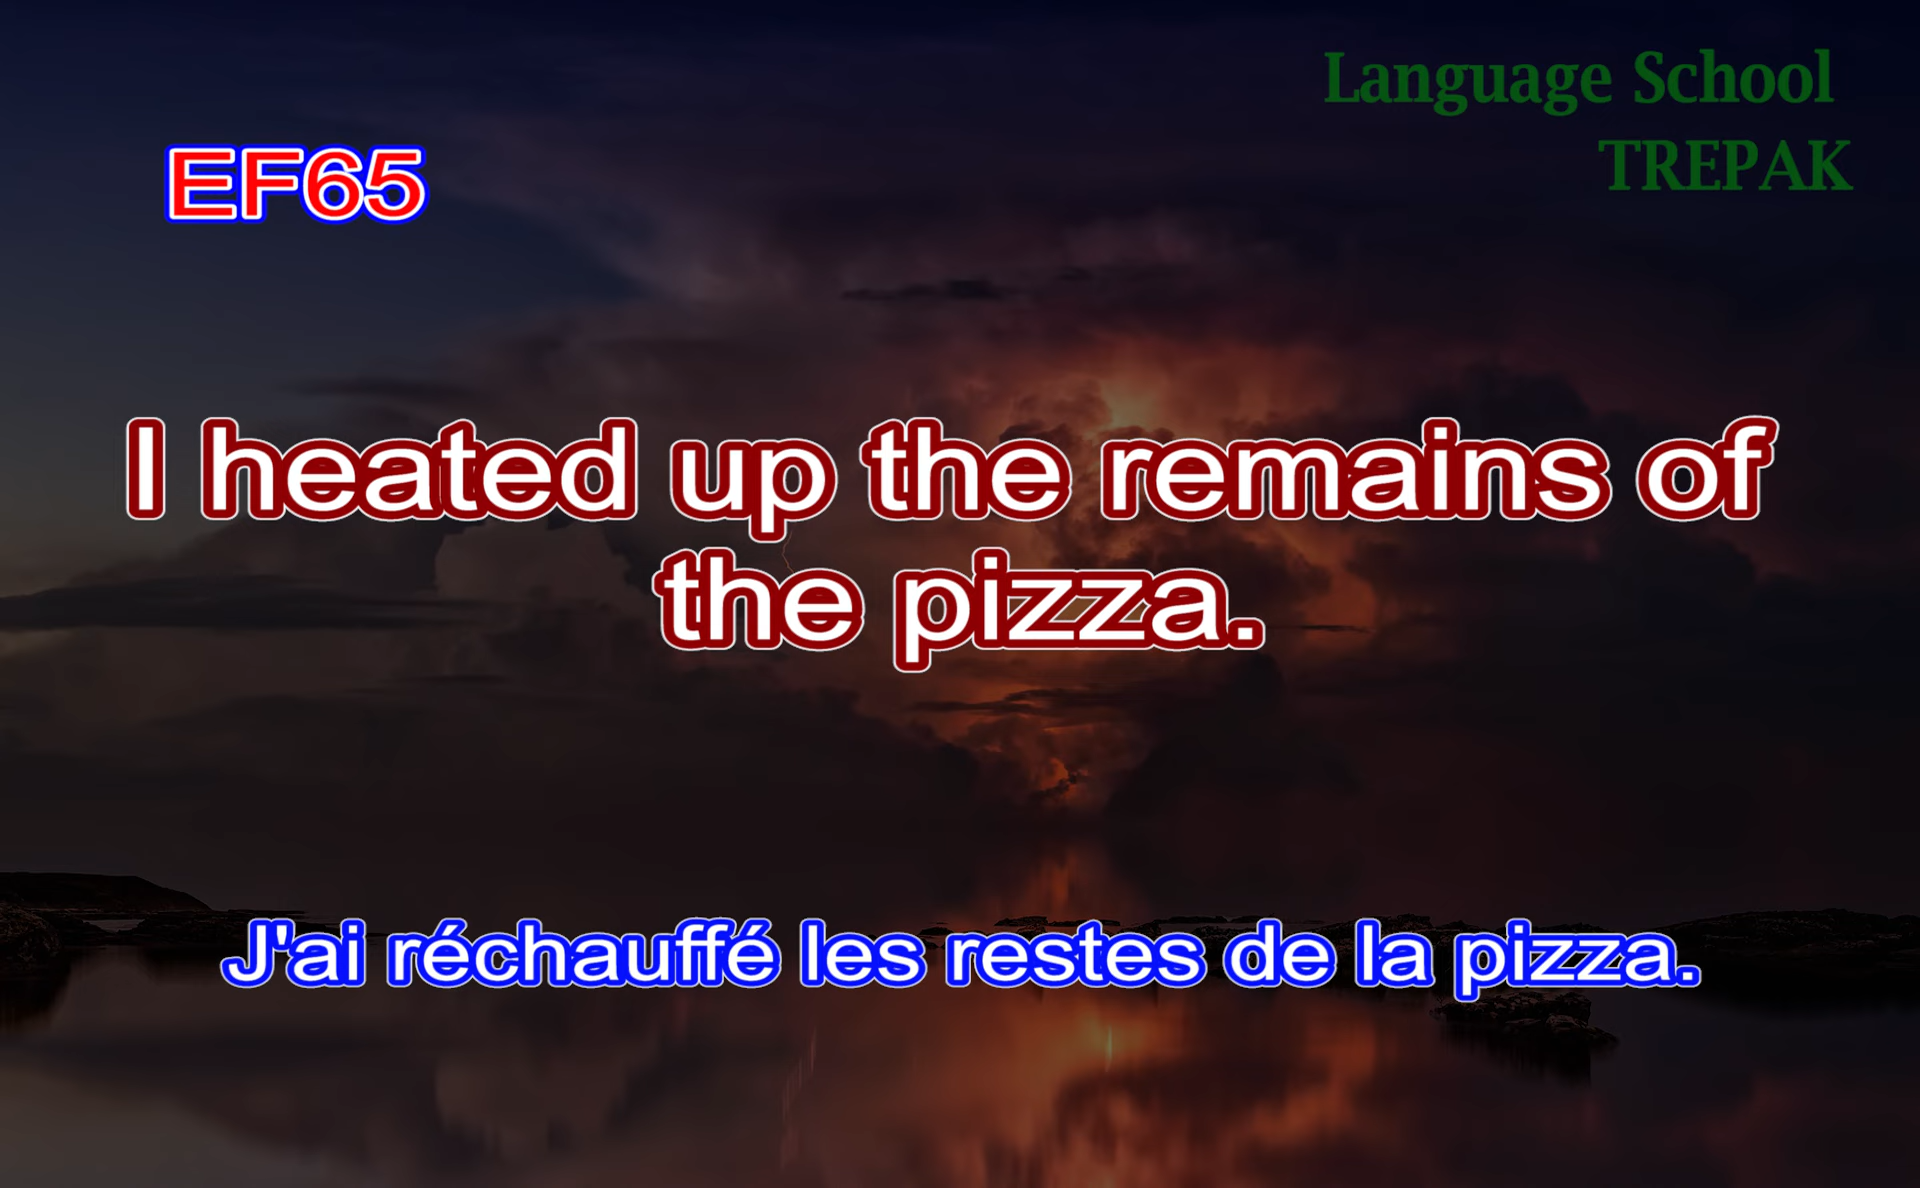 Language School
TREPAK
EF65
I heated up the remains of
the pizza.
J'ai réchauffé les restes de la pizza.